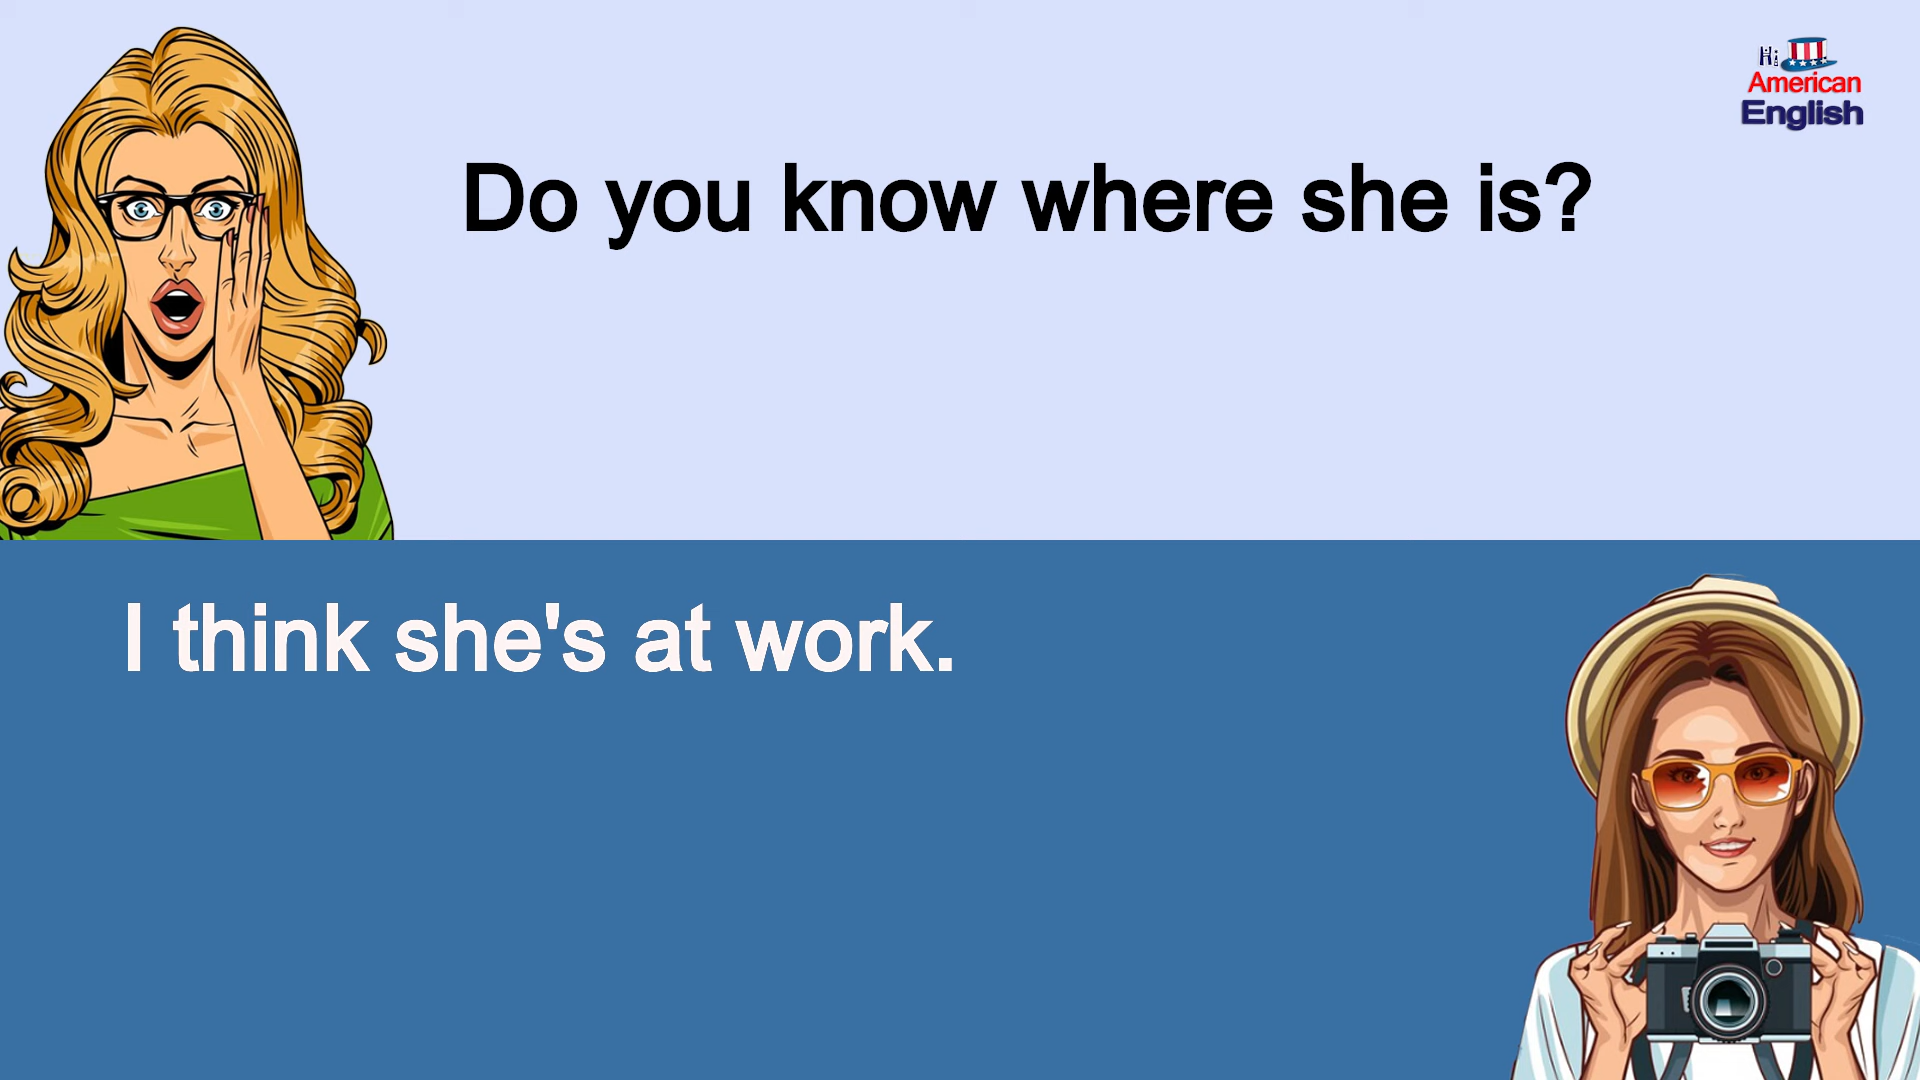 Hi
American
English
Do you know where she is?
I think she's at work.